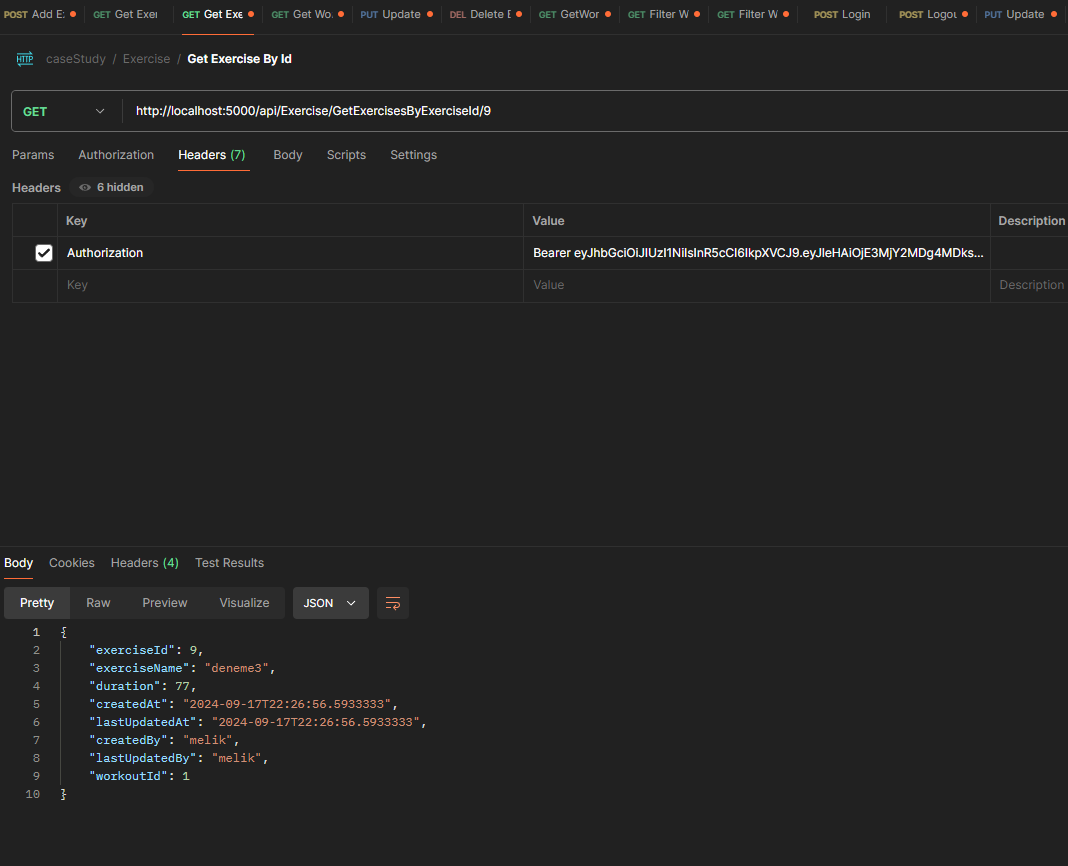 POST Add E: GET Get Exer GET Get Exe GET Get Wo. PUT Update DEL Delete E GET GetWor GET Filter W GET Filter W POST Login POST Logou PUT Update
HTTP caseStudy / Exercise / Get Exercise By Id
GET http://localhost:5000/api/Exercise/GetExercisesByExerciseId/9
Params Authorization Headers (7) Body Scripts Settings
Headers 6 hidden
Key Value Description
Authorization Bearer eyJhbGciOiJIUzI1NiIsInR5cCI6IkpXVCJ9.eyJleHAiOjE3MjY2MDg4MDks...
Key Value Description
Body Cookies Headers (4) Test Results
Pretty Raw Preview Visualize JSON
1 {
2 "exerciseId": 9,
3 "exerciseName": "deneme3",
4 "duration": 77,
5 "createdAt": "2024-09-17T22:26:56.5933333",
6 "lastUpdatedAt": "2024-09-17T22:26:56.5933333",
7 "createdBy": "melik",
8 "lastUpdatedBy": "melik",
9 "workoutId": 1
10 }